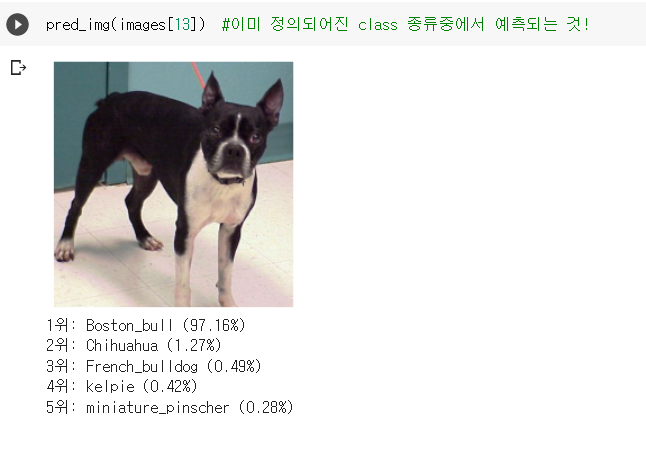 pred_img(images[13]) #이미 정의되어진 class 종류중에서 예측되는 것!
1위: Boston_bull (97.16%)
2위: Chihuahua (1.27%)
3위: French_bulldog (0.49%)
4위: kelpie (0.42%)
5위: miniature_pinscher (0.28%)